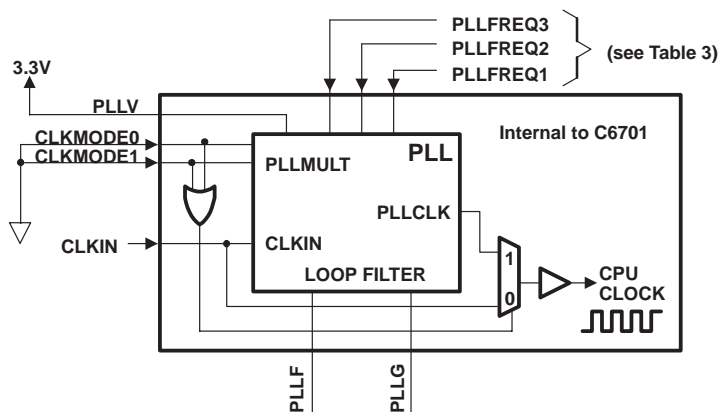 PLLFREQ3
PLLFREQ2
(see Table 3)
PLLFREQ1
3.3V
PLLV
CLKMODE0
CLKMODE1
Internal to C6701
PLL
PLLMULT
PLLCLK
CLKIN
CLKIN
LOOP FILTER
1
0
CPU
CLOCK
PLLF
PLLG